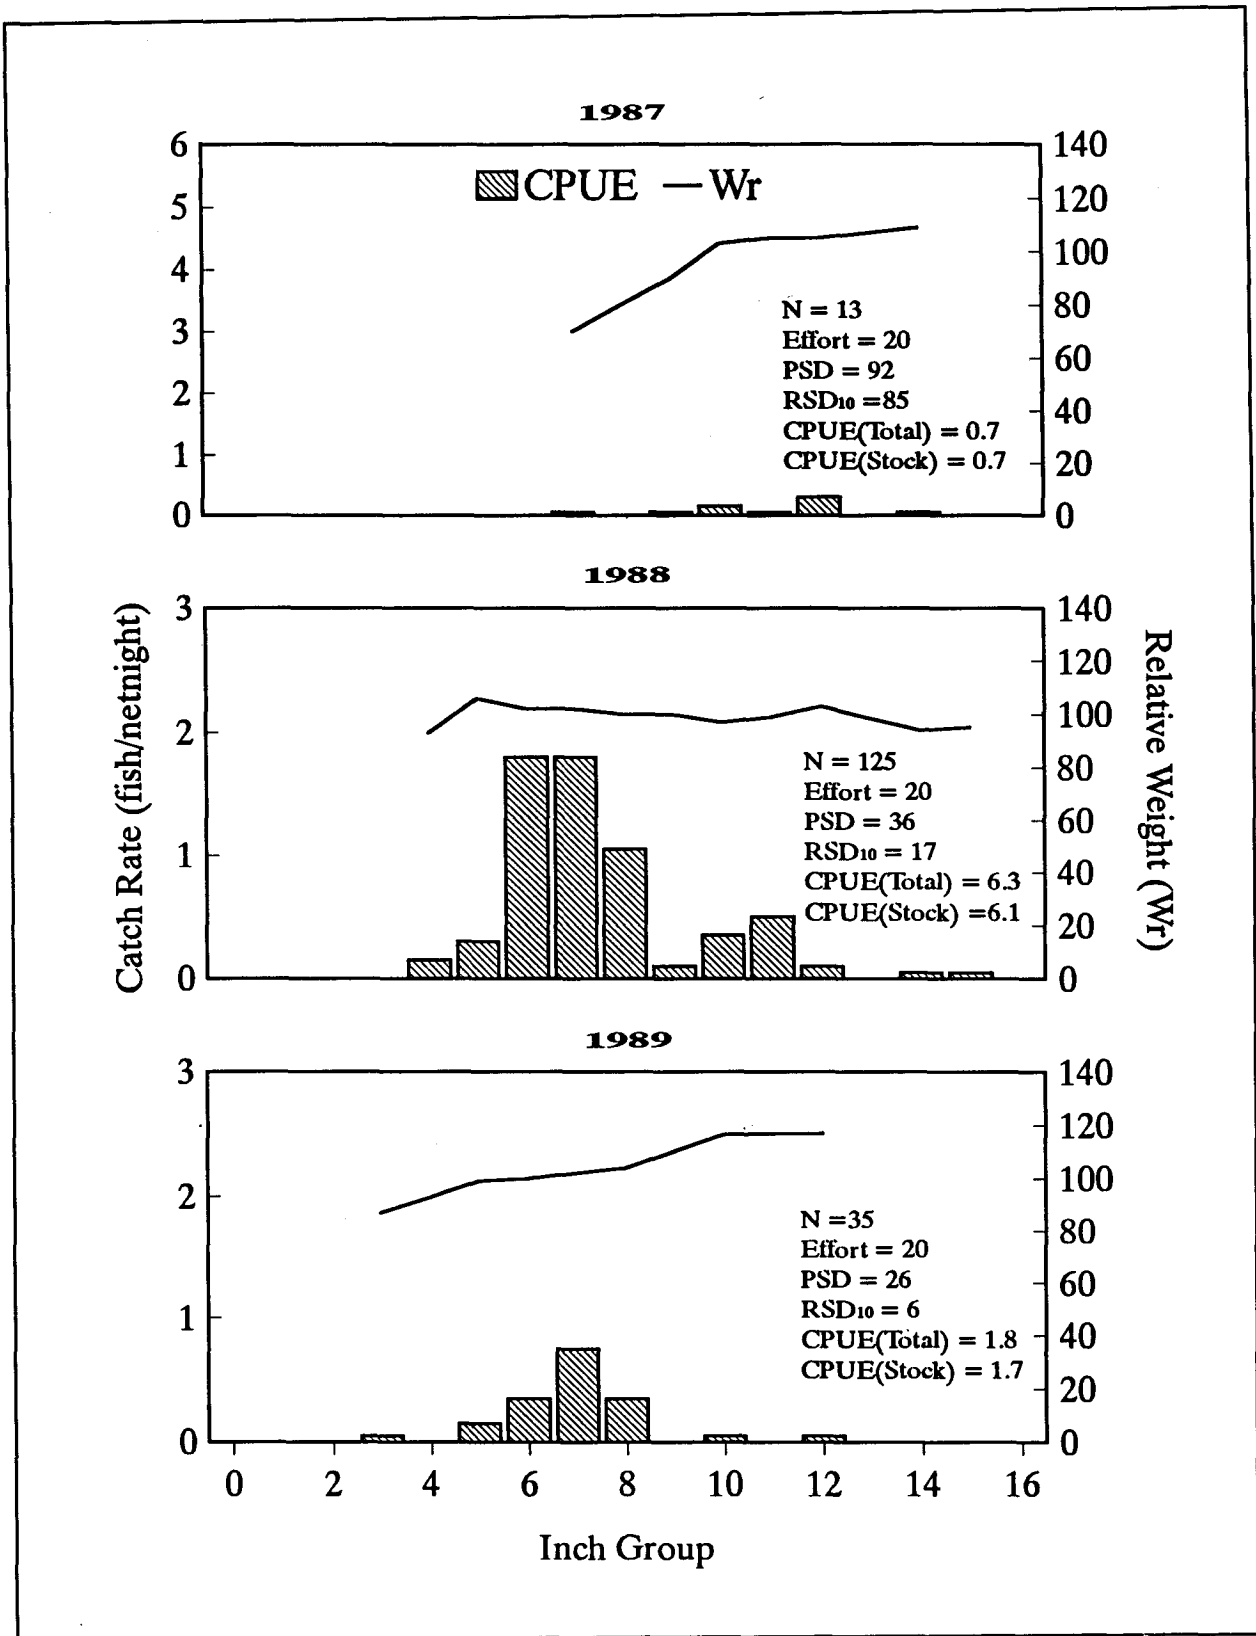 1987
6
5
4
3
2
1
0
CPUE — Wr
140
120
100
80
60
40
20
0
N = 13
Effort = 20
PSD = 92
RSD10 =85
CPUE(Total) = 0.7
CPUE(Stock) = 0.7
1988
Catch Rate (fish/netnight)
3
2
1
0
140
120
100
80
60
40
20
0
Relative Weight (Wr)
N = 125
Effort = 20
PSD = 36
RSD10 = 17
CPUE(Total) = 6.3
CPUE(Stock) =6.1
1989
3
2
1
0
140
120
100
80
60
40
20
0
N =35
Effort = 20
PSD = 26
RSD10 = 6
CPUE(Total) = 1.8
CPUE(Stock) = 1.7
0 2 4 6 8 10 12 14 16
Inch Group